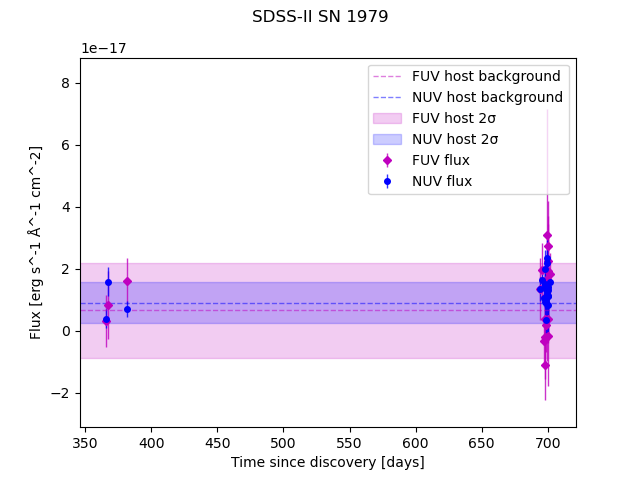 SDSS-II SN 1979
1e−17
FUV host background
NUV host background
FUV host 2σ
NUV host 2σ
FUV flux
NUV flux
8
6
4
2
0
−2
Flux [erg s^-1 Å^-1 cm^-2]
350 400 450 500 550 600 650 700
Time since discovery [days]